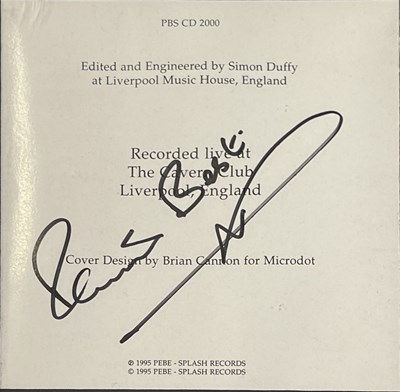 PBS CD 2000
Edited and Engineered by Simon Duffy
at Liverpool Music House, England
Recorded live at
The Cavern Club
Liverpool, England
Best
Cover Design by Brian Cannon for Microdot
℗ 1995 PEBE - SPLASH RECORDS
© 1995 PEBE - SPLASH RECORDS